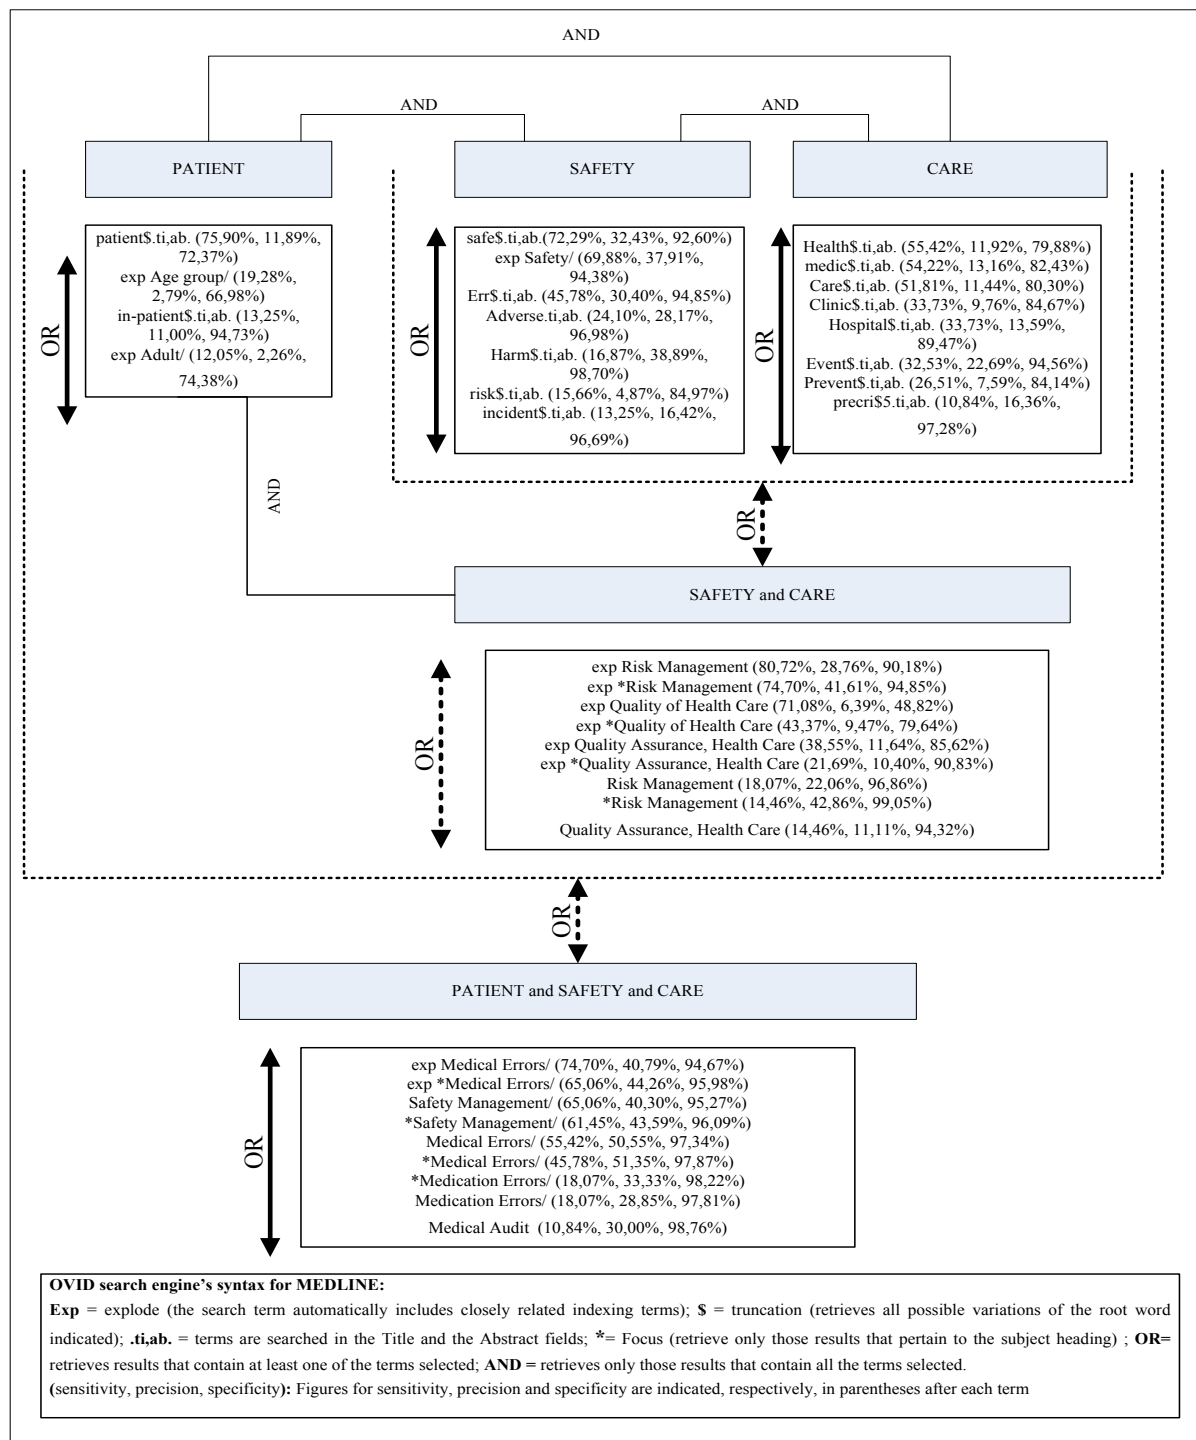 AND
AND
AND
PATIENT
SAFETY
CARE
OR
patient$.ti,ab. (75,90%, 11,89%,
72,37%)
exp Age group/ (19,28%,
2,79%, 66,98%)
in-patient$.ti,ab. (13,25%,
11,00%, 94,73%)
exp Adult/ (12,05%, 2,26%,
74,38%)
OR
safe$.ti,ab.(72,29%, 32,43%, 92,60%)
exp Safety/ (69,88%, 37,91%,
94,38%)
Err$.ti,ab. (45,78%, 30,40%, 94,85%)
Adverse.ti,ab. (24,10%, 28,17%,
96,98%)
Harm$.ti,ab. (16,87%, 38,89%,
98,70%)
risk$.ti,ab. (15,66%, 4,87%, 84,97%)
incident$.ti,ab. (13,25%, 16,42%,
96,69%)
OR
Health$.ti,ab. (55,42%, 11,92%, 79,88%)
medic$.ti,ab. (54,22%, 13,16%, 82,43%)
Care$.ti,ab. (51,81%, 11,44%, 80,30%)
Clinic$.ti,ab. (33,73%, 9,76%, 84,67%)
Hospital$.ti,ab. (33,73%, 13,59%,
89,47%)
Event$.ti,ab. (32,53%, 22,69%, 94,56%)
Prevent$.ti,ab. (26,51%, 7,59%, 84,14%)
precri$5.ti,ab. (10,84%, 16,36%,
97,28%)
AND
OR
SAFETY and CARE
OR
exp Risk Management (80,72%, 28,76%, 90,18%)
exp *Risk Management (74,70%, 41,61%, 94,85%)
exp Quality of Health Care (71,08%, 6,39%, 48,82%)
exp *Quality of Health Care (43,37%, 9,47%, 79,64%)
exp Quality Assurance, Health Care (38,55%, 11,64%, 85,62%)
exp *Quality Assurance, Health Care (21,69%, 10,40%, 90,83%)
Risk Management (18,07%, 22,06%, 96,86%)
*Risk Management (14,46%, 42,86%, 99,05%)
Quality Assurance, Health Care (14,46%, 11,11%, 94,32%)
OR
PATIENT and SAFETY and CARE
OR
exp Medical Errors/ (74,70%, 40,79%, 94,67%)
exp *Medical Errors/ (65,06%, 44,26%, 95,98%)
Safety Management/ (65,06%, 40,30%, 95,27%)
*Safety Management/ (61,45%, 43,59%, 96,09%)
Medical Errors/ (55,42%, 50,55%, 97,34%)
*Medical Errors/ (45,78%, 51,35%, 97,87%)
*Medication Errors/ (18,07%, 33,33%, 98,22%)
Medication Errors/ (18,07%, 28,85%, 97,81%)
Medical Audit (10,84%, 30,00%, 98,76%)
OVID search engine's syntax for MEDLINE:
Exp = explode (the search term automatically includes closely related indexing terms); $ = truncation (retrieves all possible variations of the root word
indicated); .ti,ab. = terms are searched in the Title and the Abstract fields; *= Focus (retrieve only those results that pertain to the subject heading) ; OR=
retrieves results that contain at least one of the terms selected; AND = retrieves only those results that contain all the terms selected.
(sensitivity, precision, specificity): Figures for sensitivity, precision and specificity are indicated, respectively, in parentheses after each term